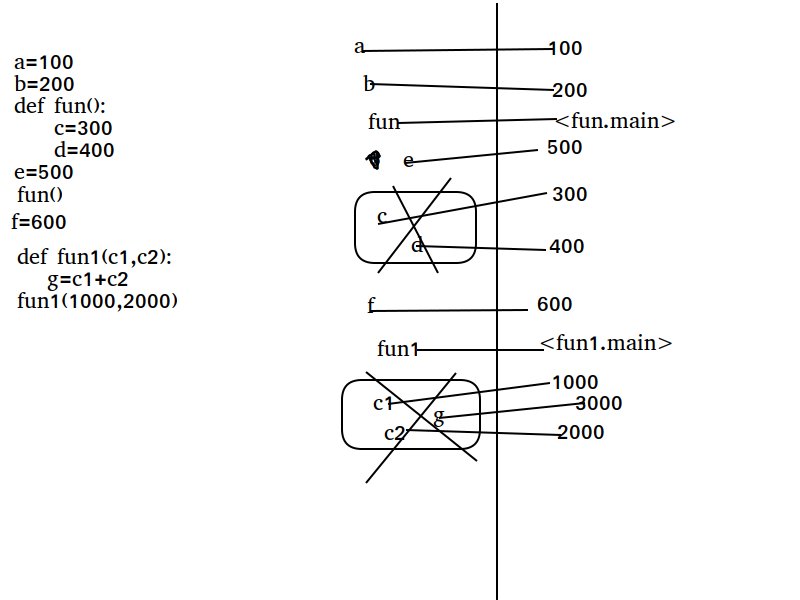 a=100
b=200
def fun():
c=300
d=400
e=500
fun()
f=600
def fun1(c1,c2):
g=c1+c2
fun1(1000,2000)
a 100
b 200
fun <fun.main>
e 500
c 300
d 400
f 600
fun1 <fun1.main>
c1 1000
g 3000
c2 2000